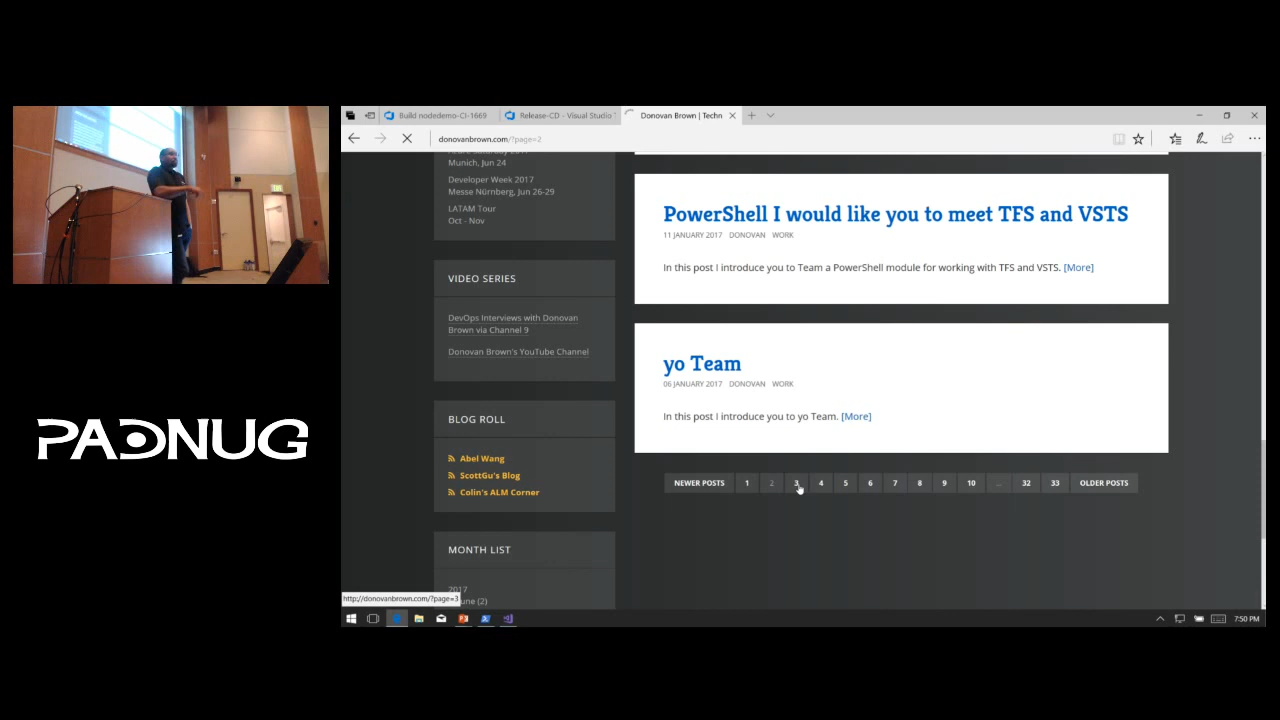 Build nodedemo-CI-1669
Release-CD - Visual Studio
Donovan Brown | Techn
donovanbrown.com/?page=2
Munich, Jun 24
Developer Week 2017
Messe Nürnberg, Jun 26-29
LATAM Tour
Oct - Nov
VIDEO SERIES
DevOps Interviews with Donovan
Brown via Channel 9
Donovan Brown's YouTube Channel
BLOG ROLL
Abel Wang
ScottGu's Blog
Colin's ALM Corner
MONTH LIST
2017
June (2)
PowerShell I would like you to meet TFS and VSTS
11 JANUARY 2017 DONOVAN WORK
In this post I introduce you to Team a PowerShell module for working with TFS and VSTS. [More]
yo Team
06 JANUARY 2017 DONOVAN WORK
In this post I introduce you to yo Team. [More]
NEWER POSTS 1 2 3 4 5 6 7 8 9 10 ... 32 33 OLDER POSTS
http://donovanbrown.com/?page=3
7:50 PM
PADNUG